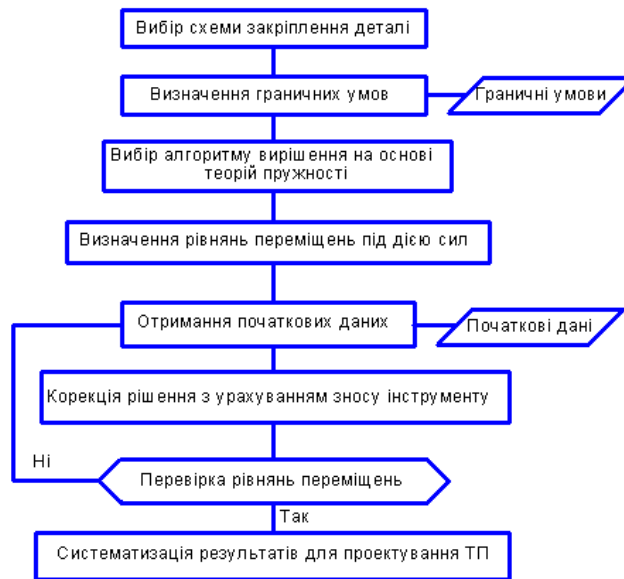 Вибір схеми закріплення деталі
Визначення граничних умов
Граничні умови
Вибір алгоритму вирішення на основі
теорій пружності
Визначення рівнянь переміщень під дією сил
Отримання початкових даних
Початкові дані
Корекція рішення з урахуванням зносу інструменту
Ні
Перевірка рівнянь переміщень
Так
Систематизація результатів для проектування ТП